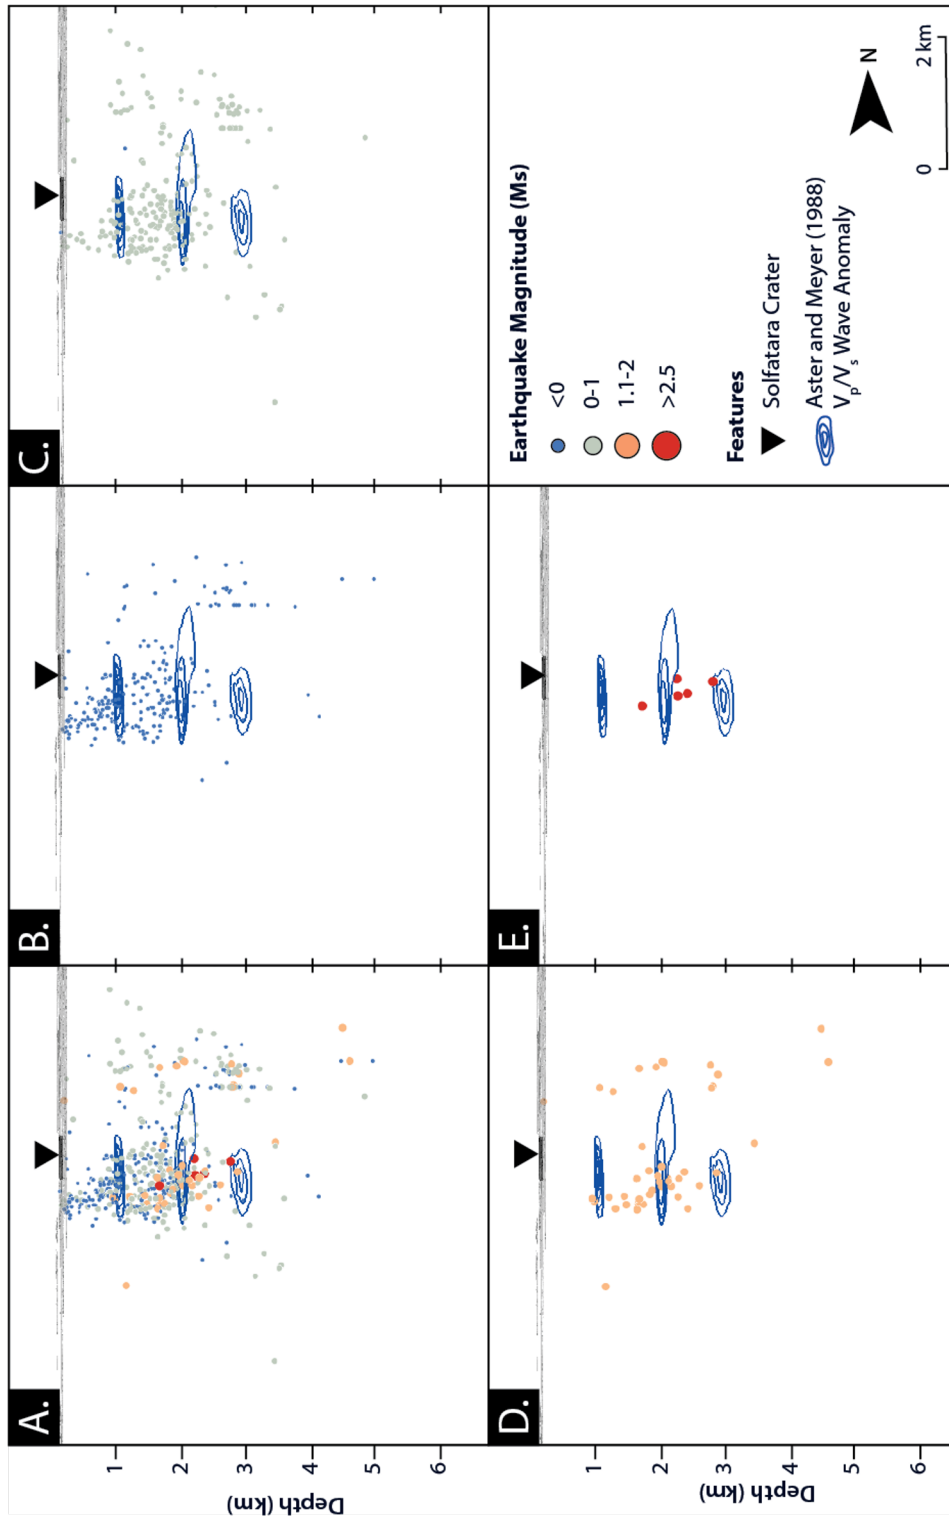 A.
B.
C.
Depth (km)
1
2
3
4
5
6
D.
E.
Depth (km)
1
2
3
4
5
6
Earthquake Magnitude (Ms)
<0
0-1
1.1-2
>2.5
Features
Solfatara Crater
Aster and Meyer (1988)
Vp/Vs Wave Anomaly
N
0 2 km